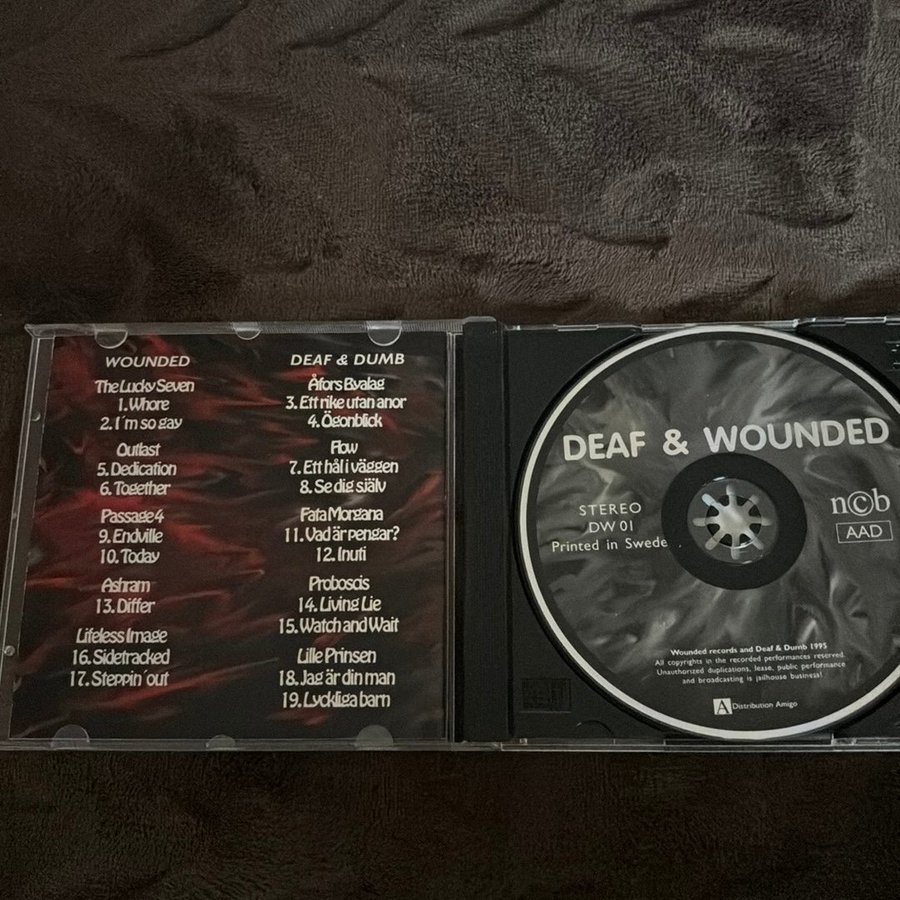 WOUNDED
The Lucky Seven
1. Whore
2. I´m so gay
Outlast
5. Dedication
6. Together
Passage 4
9. Endville
10. Today
Ashram
13. Differ
Lifeless Image
16. Sidetracked
17. Steppin´out
DEAF & DUMB
Åfors Byalag
3. Ett rike utan anor
4. Ögonblick
Flow
7. Ett hål i väggen
8. Se dig själv
Fata Morgana
11. Vad är pengar?
12. Inuti
Proboscis
14. Living Lie
15. Watch and Wait
Lille Prinsen
18. Jag är din man
19. Lyckliga barn
DEAF & WOUNDED
STEREO
DW 01
Printed in Swede
n©b
AAD
Wounded records and Deaf & Dumb 1995
All copyrights in the recorded performances reserved.
Unauthorized duplications, lease, public performance
and broadcasting is jailhouse business!
A Distribution Amigo